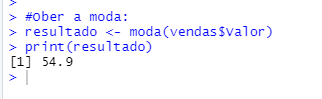 >
> #Ober a moda:
> resultado <- moda(vendas$Valor)
> print(resultado)
[1] 54.9
>